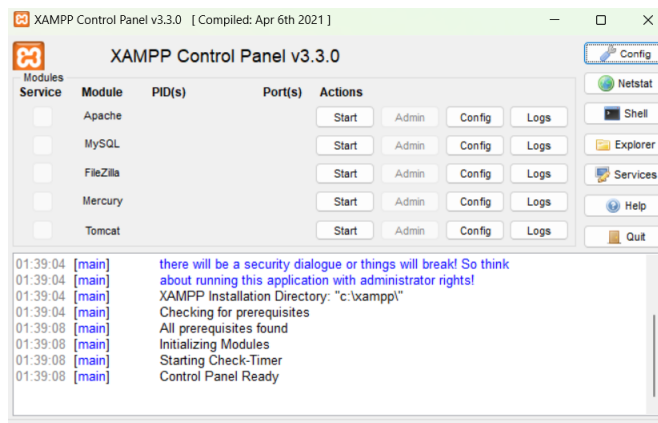 XAMPP Control Panel v3.3.0 [ Compiled: Apr 6th 2021 ]
XAMPP Control Panel v3.3.0
Config
Netstat
Shell
Explorer
Services
Help
Quit
Modules
Service Module PID(s) Port(s) Actions
Apache Start Admin Config Logs
MySQL Start Admin Config Logs
FileZilla Start Admin Config Logs
Mercury Start Admin Config Logs
Tomcat Start Admin Config Logs
01:39:04 [main] there will be a security dialogue or things will break! So think
01:39:04 [main] about running this application with administrator rights!
01:39:04 [main] XAMPP Installation Directory: "c:\xampp\"
01:39:04 [main] Checking for prerequisites
01:39:08 [main] All prerequisites found
01:39:08 [main] Initializing Modules
01:39:08 [main] Starting Check-Timer
01:39:08 [main] Control Panel Ready